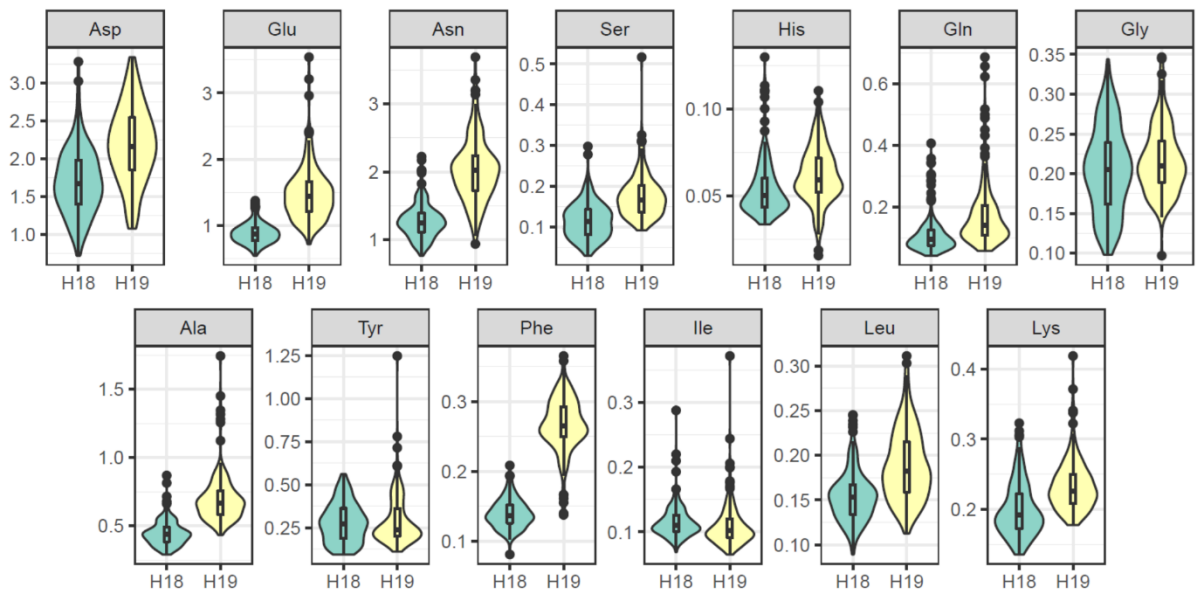 Asp Glu Asn Ser His Gln Gly
3.0 2.5 2.0 1.5 1.0
3 2 1
3 2 1
0.5 0.4 0.3 0.2 0.1
0.10 0.05
0.6 0.4 0.2
0.35 0.30 0.25 0.20 0.15 0.10
H18 H19 H18 H19 H18 H19 H18 H19 H18 H19 H18 H19 H18 H19
Ala Tyr Phe Ile Leu Lys
1.5 1.0 0.5
1.25 1.00 0.75 0.50 0.25
0.3 0.2 0.1
0.3 0.2 0.1
0.30 0.25 0.20 0.15 0.10
0.4 0.3 0.2
H18 H19 H18 H19 H18 H19 H18 H19 H18 H19 H18 H19